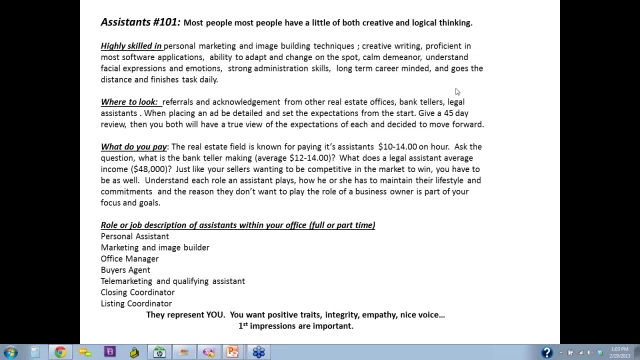 Assistants #101: Most people most people have a little of both creative and logical thinking.
Highly skilled in personal marketing and image building techniques ; creative writing, proficient in
most software applications, ability to adapt and change on the spot, calm demeanor, understand
facial expressions and emotions, strong administration skills, long term career minded, and goes the
distance and finishes task daily.
Where to look: referrals and acknowledgement from other real estate offices, bank tellers, legal
assistants . When placing an ad be detailed and set the expectations from the start. Give a 45 day
review, then you both will have a true view of the expectations of each and decided to move forward.
What do you pay: The real estate field is known for paying it's assistants $10-14.00 on hour. Ask the
question, what is the bank teller making (average $12-14.00)? What does a legal assistant average
income ($48,000)? Just like your sellers wanting to be competitive in the market to win, you have to
be as well. Understand each role an assistant plays, how he or she has to maintain their lifestyle and
commitments and the reason they don't want to play the role of a business owner is part of your
focus and goals.
Role or job description of assistants within your office (full or part time)
Personal Assistant
Marketing and image builder
Office Manager
Buyers Agent
Telemarketing and qualifying assistant
Closing Coordinator
Listing Coordinator
They represent YOU. You want positive traits, integrity, empathy, nice voice...
1st impressions are important.